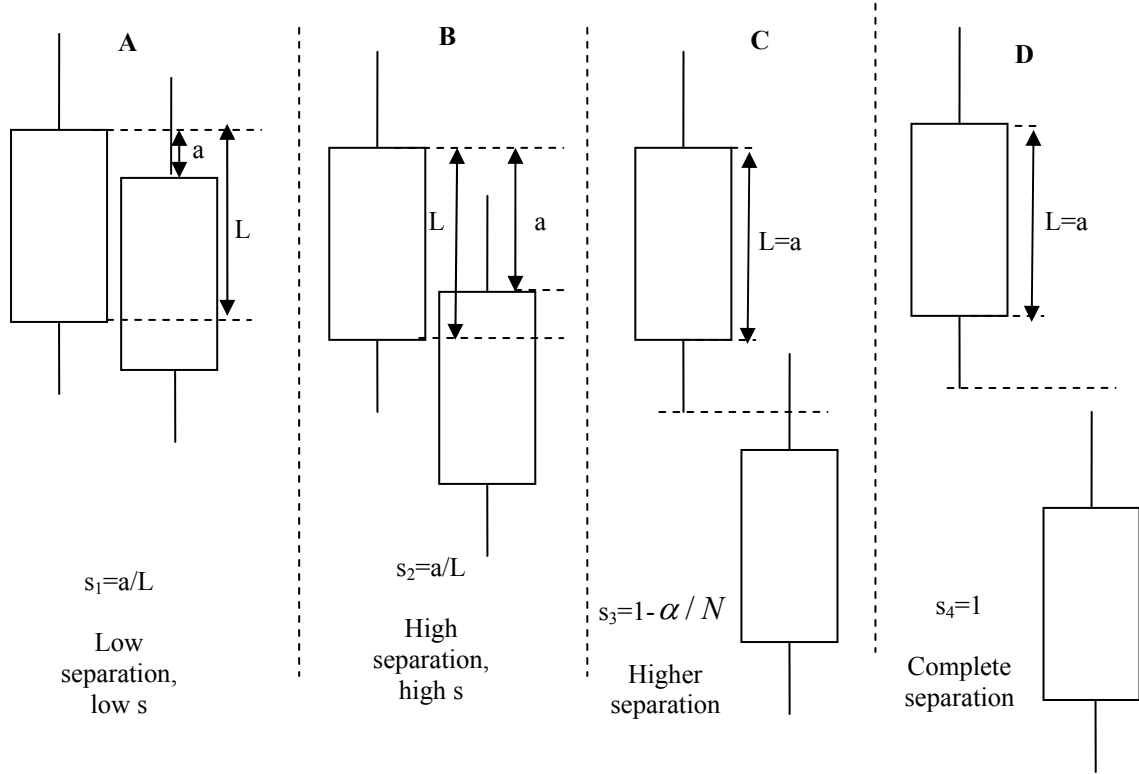 A
a
L
s₁=a/L
Low
separation,
low s
B
L
a
s₂=a/L
High
separation,
high s
C
L=a
s₃=1-α/N
Higher
separation
D
L=a
s₄=1
Complete
separation